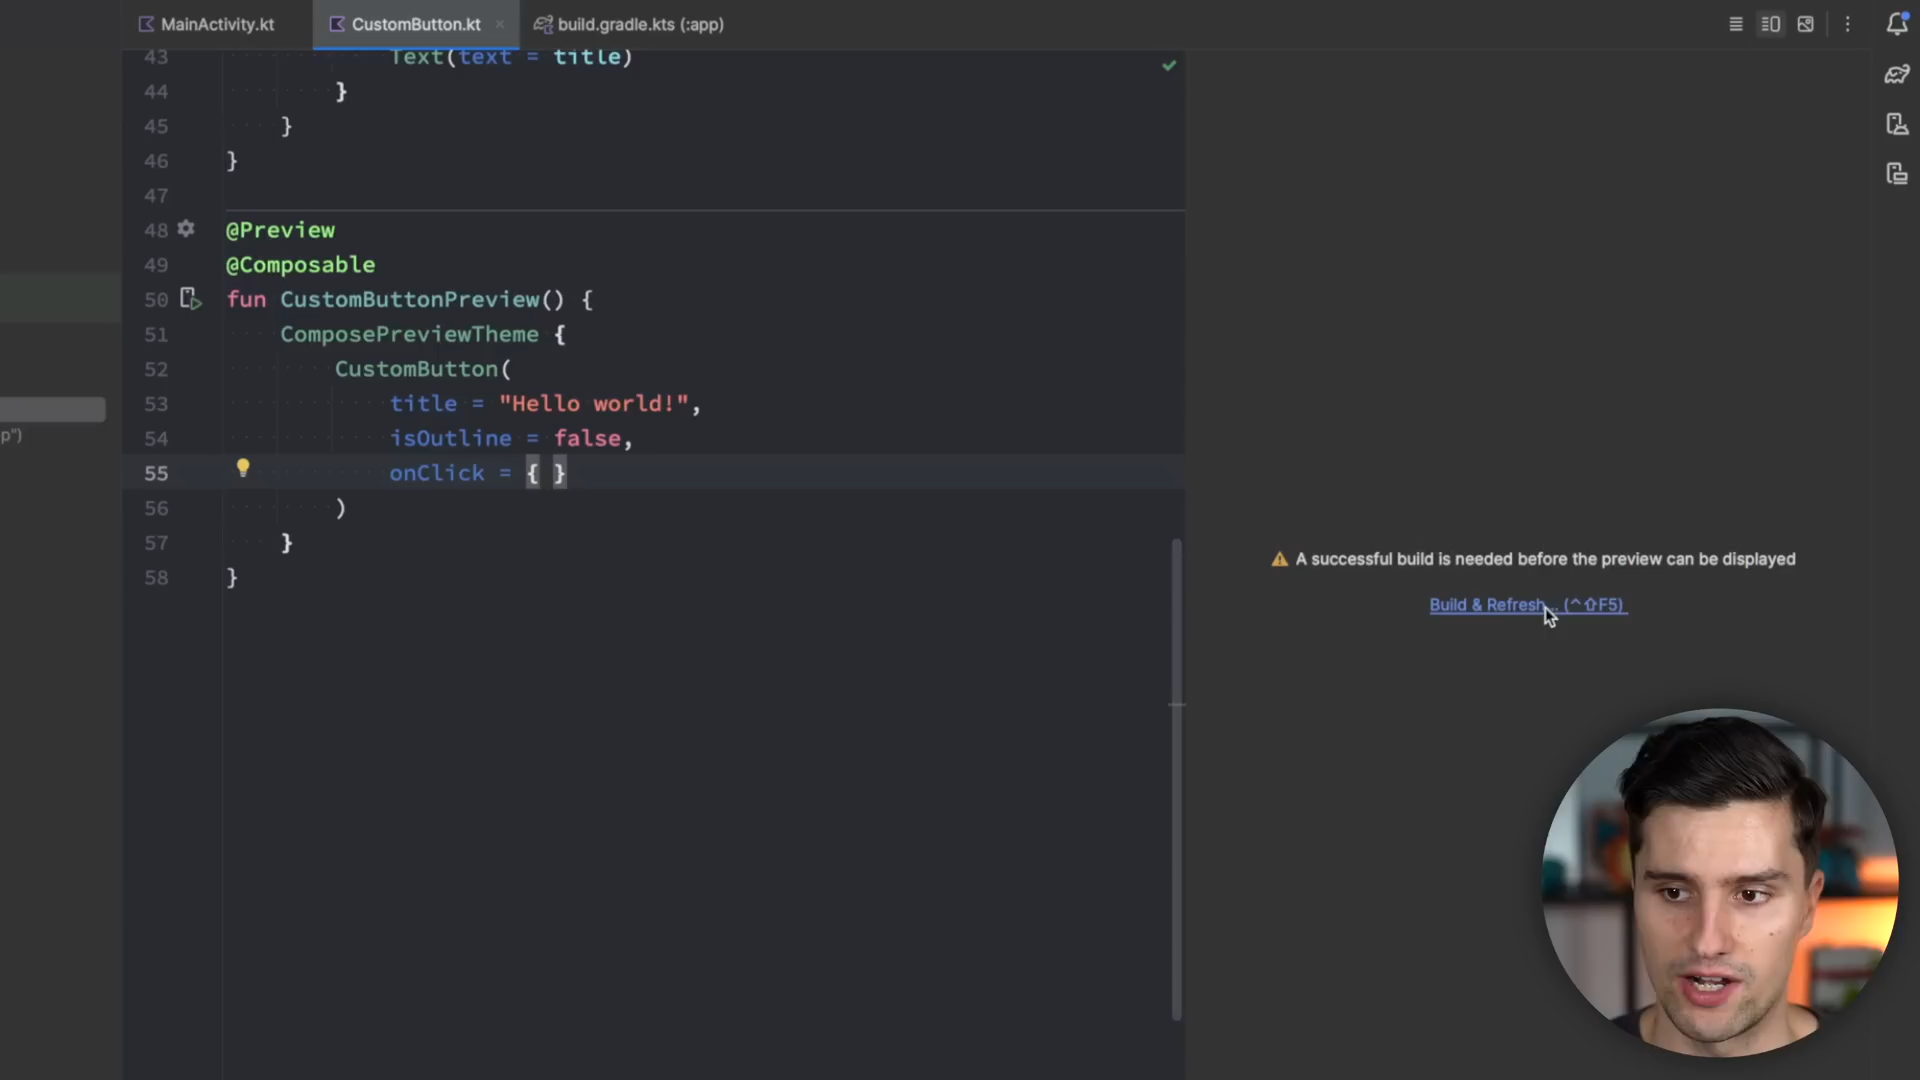 MainActivity.kt
CustomButton.kt
build.gradle.kts (:app)
43 Text(text = title)
44 }
45 }
46 }
47
48 @Preview
49 @Composable
50 fun CustomButtonPreview() {
51 ComposePreviewTheme {
52 CustomButton(
53 title = "Hello world!",
54 isOutline = false,
55 onClick = { }
56 )
57 }
58 }
p")
A successful build is needed before the preview can be displayed
Build & Refresh... (^⇧F5)